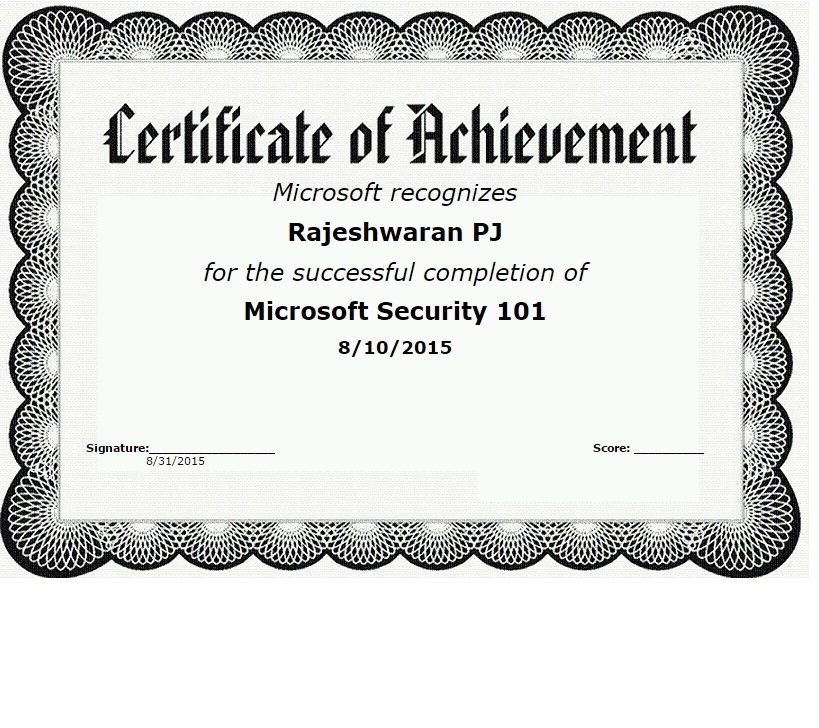 Certificate of Achievement
Microsoft recognizes
Rajeshwaran PJ
for the successful completion of
Microsoft Security 101
8/10/2015
Signature:__________________ Score: __________
8/31/2015